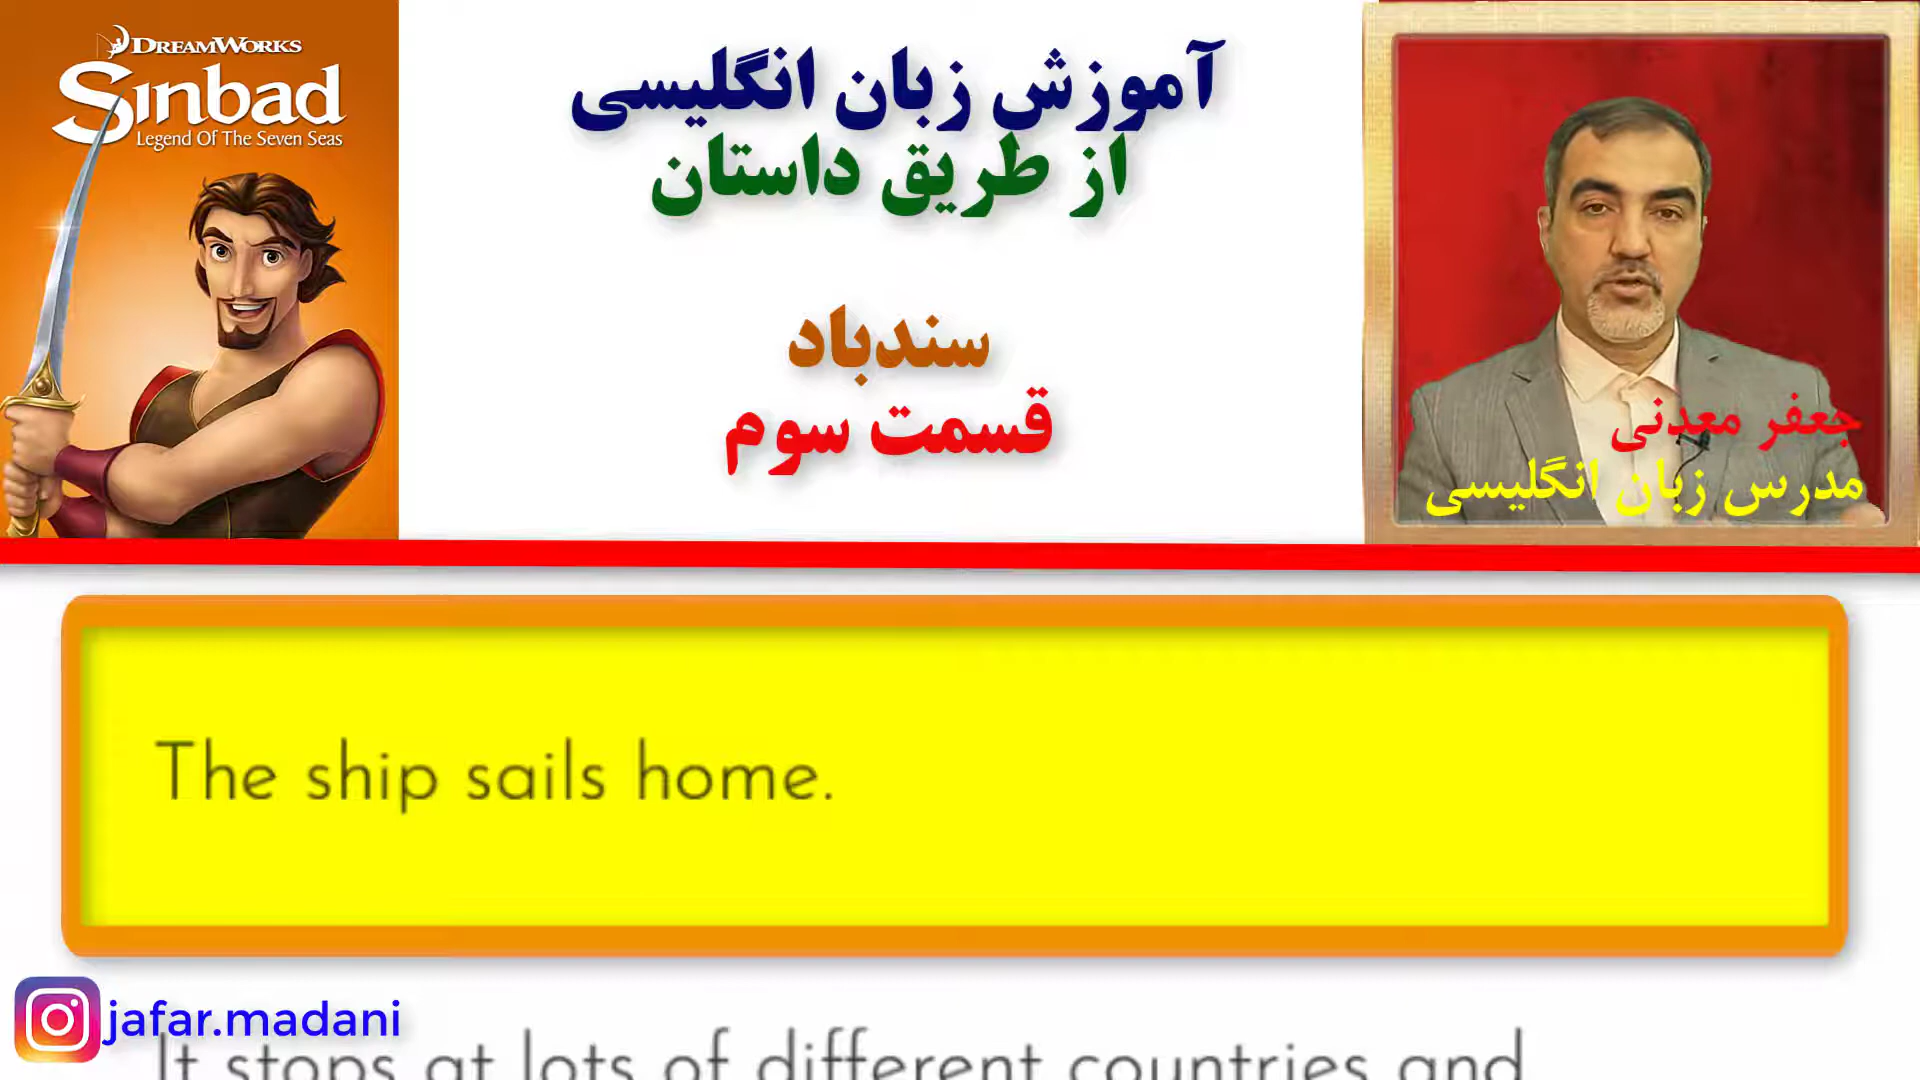 DREAMWORKS
Sinbad
Legend Of The Seven Seas
آموزش زبان انگلیسی
از طریق داستان
سندباد
قسمت سوم
جعفر معدنی
مدرس زبان انگلیسی
The ship sails home.
jafar.madani
It stops at lots of different countries and